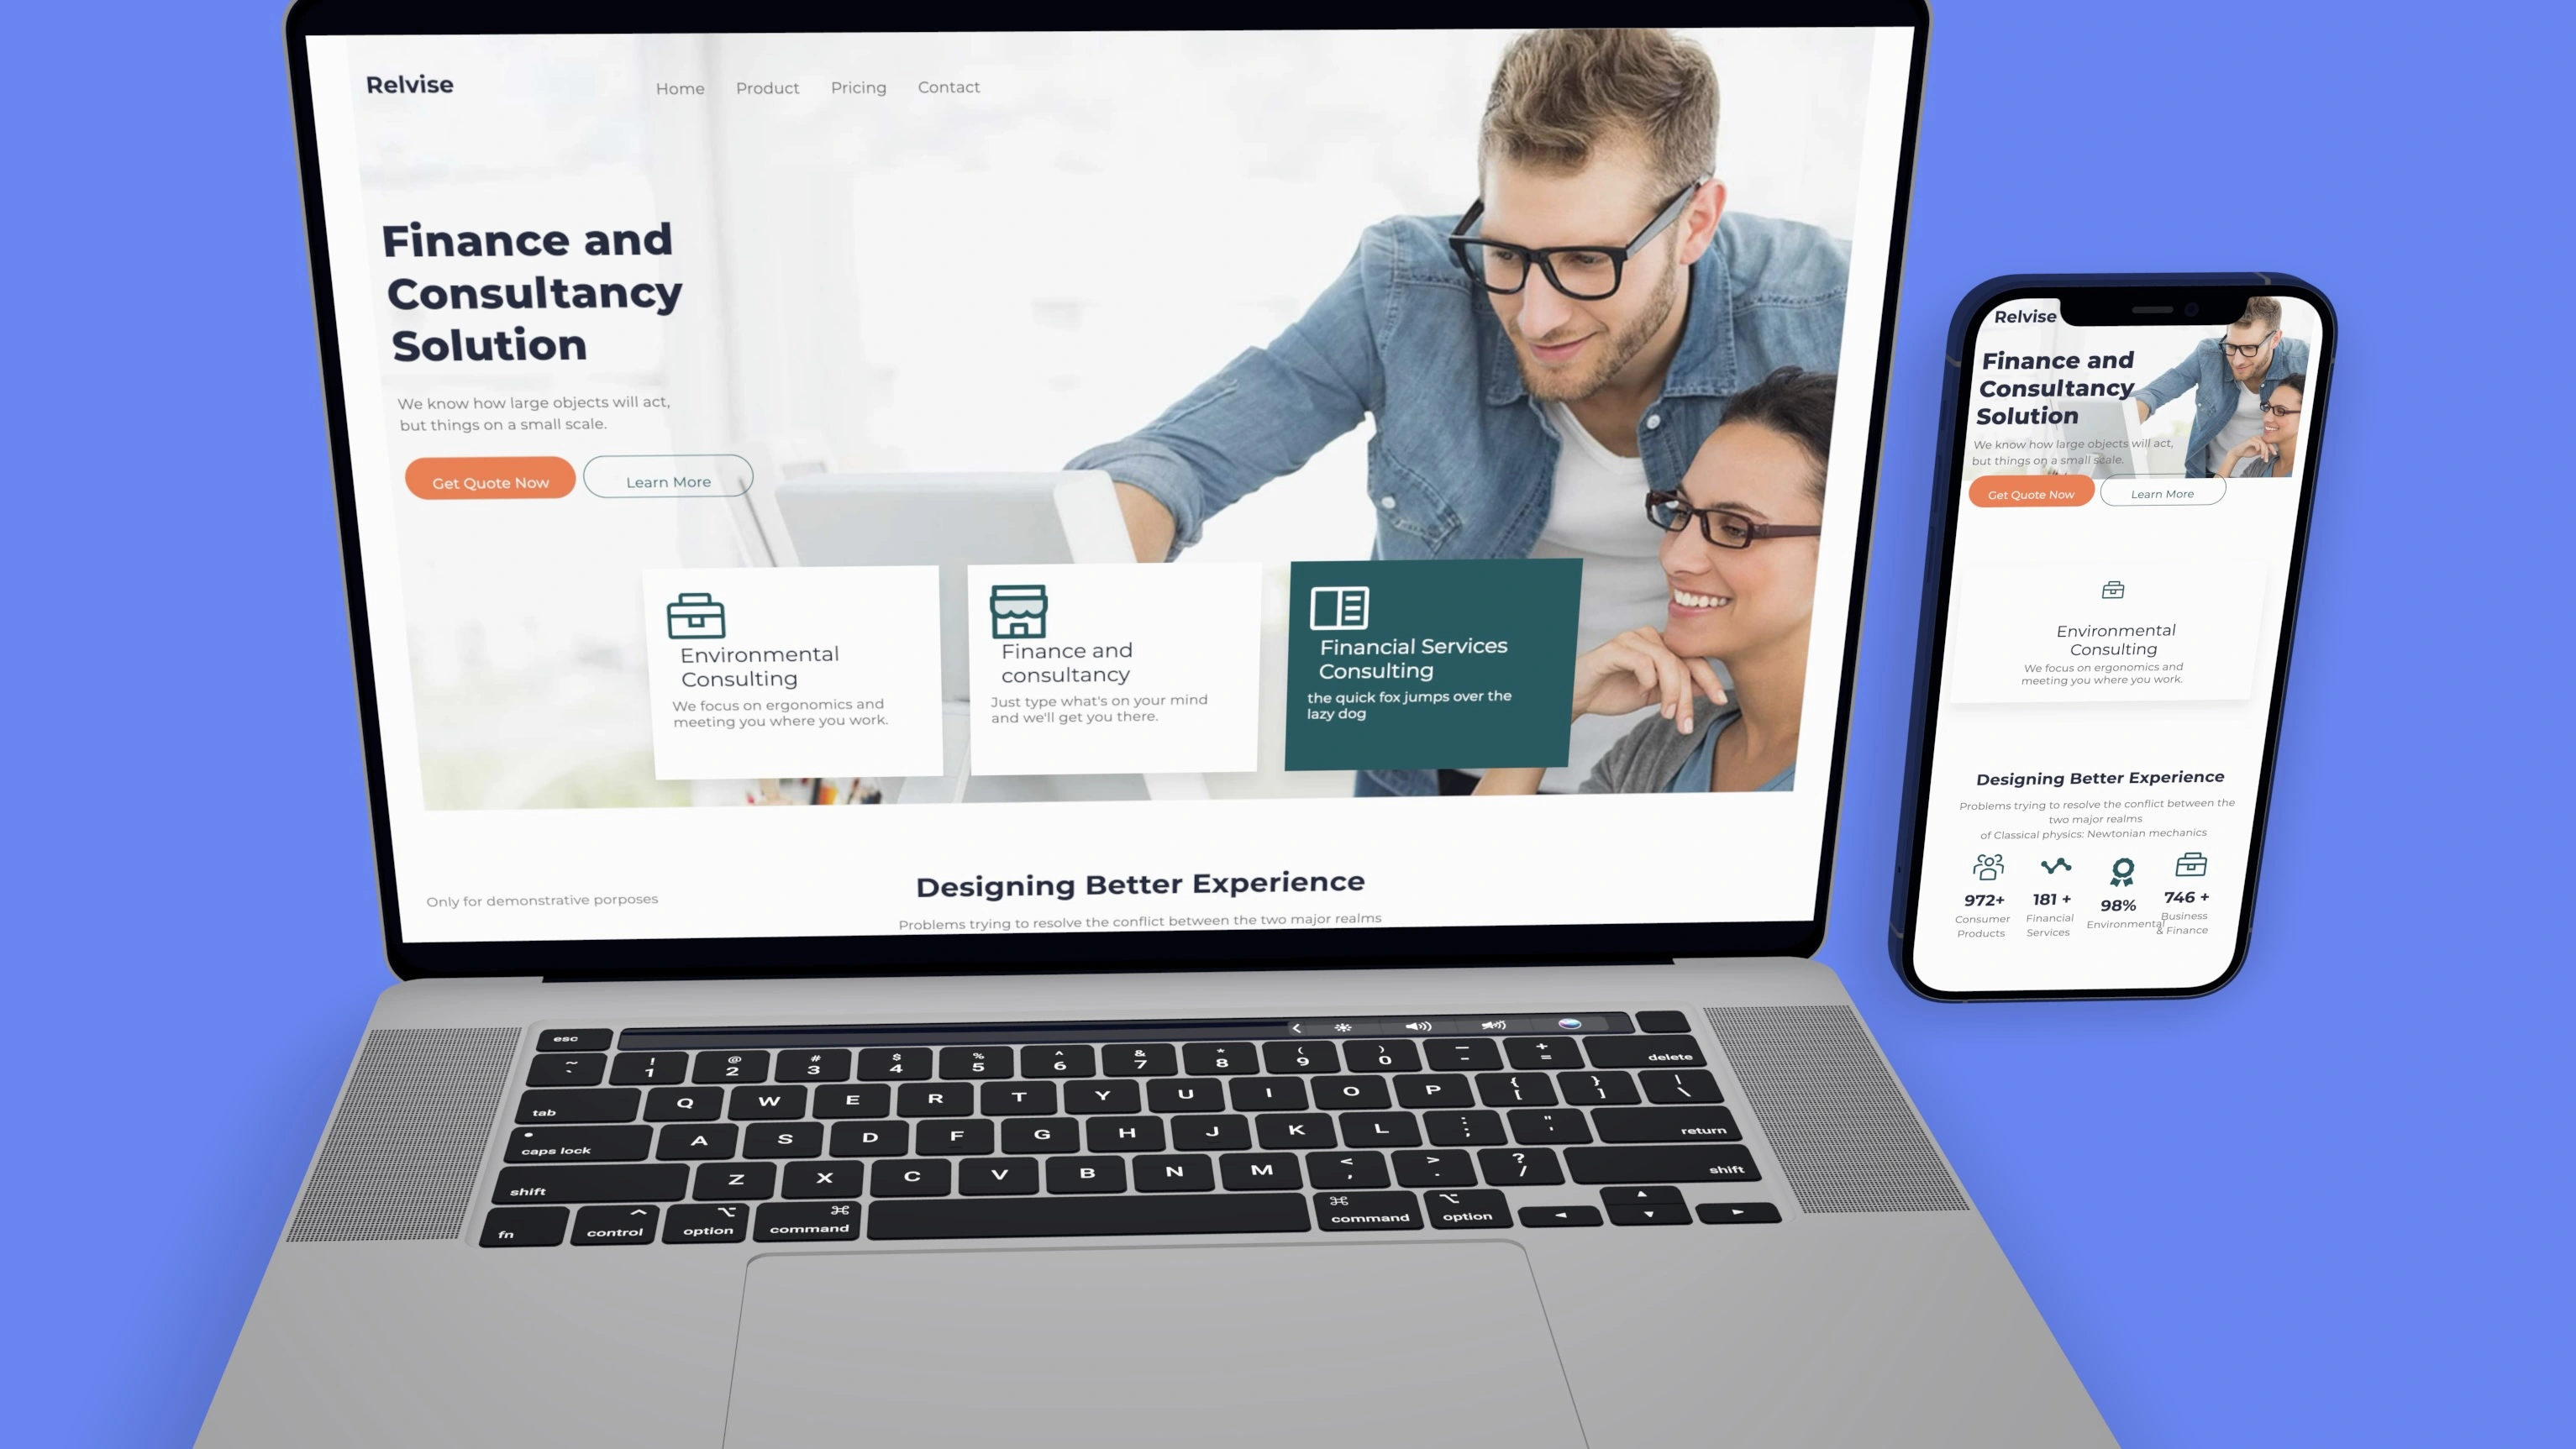 Relvise
Home Product Pricing Contact
Finance and
Consultancy
Solution
We know how large objects will act,
but things on a small scale.
Get Quote Now Learn More
Environmental
Consulting
We focus on ergonomics and
meeting you where you work.
Finance and
consultancy
Just type what's on your mind
and we'll get you there.
Financial Services
Consulting
the quick fox jumps over the
lazy dog
Only for demonstrative porposes
Designing Better Experience
Problems trying to resolve the conflict between the two major realms
Relvise
Finance and
Consultancy
Solution
We know how large objects will act,
but things on a small scale.
Get Quote Now Learn More
Environmental
Consulting
We focus on ergonomics and
meeting you where you work.
Designing Better Experience
Problems trying to resolve the conflict between the
two major realms
of Classical physics: Newtonian mechanics
972+ 181 + 98% 746 +
Consumer
Products
Financial
Services
Environmental
Business
& Finance
esc
~ ` ! 1 @ 2 # 3 $ 4 % 5 ^ 6 & 7 * 8 ( 9 ) 0 — - + = delete
tab Q W E R T Y U I O P { [ } ] | \
caps lock A S D F G H J K L : ; " ' return
shift Z X C V B N M < , > . ? / shift
fn control option command command option